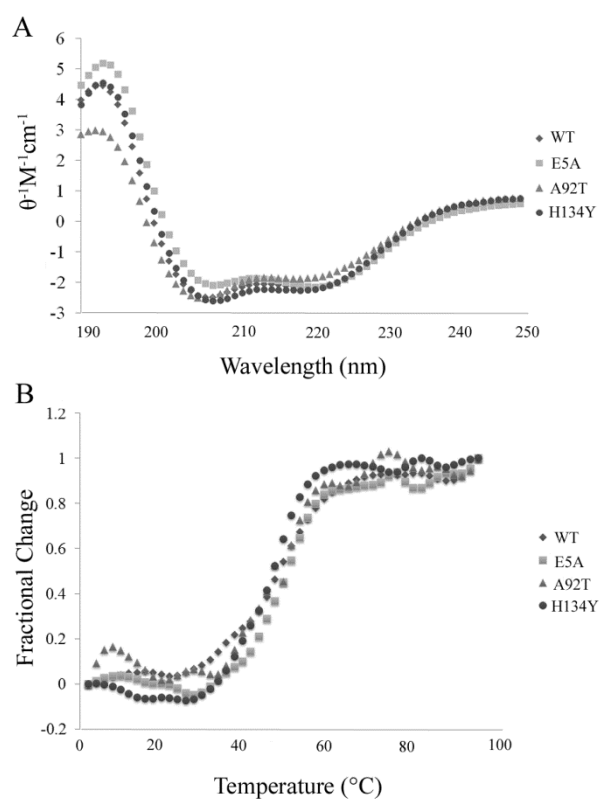 A
θ-1M-1cm-1
6
5
4
3
2
1
0
-1
-2
-3
190 200 210 220 230 240 250
Wavelength (nm)
WT
E5A
A92T
H134Y
B
Fractional Change
1.2
1
0.8
0.6
0.4
0.2
0
-0.2
0 20 40 60 80 100
Temperature (°C)
WT
E5A
A92T
H134Y